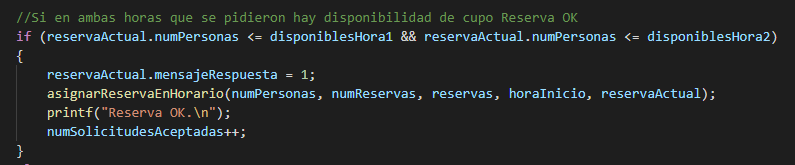 //Si en ambas horas que se pidieron hay disponibilidad de cupo Reserva OK
if (reservaActual.numPersonas <= disponiblesHora1 && reservaActual.numPersonas <= disponiblesHora2)
{
    reservaActual.mensajeRespuesta = 1;
    asignarReservaEnHorario(numPersonas, numReservas, reservas, horaInicio, reservaActual);
    printf("Reserva OK.\n");
    numSolicitudesAceptadas++;
}